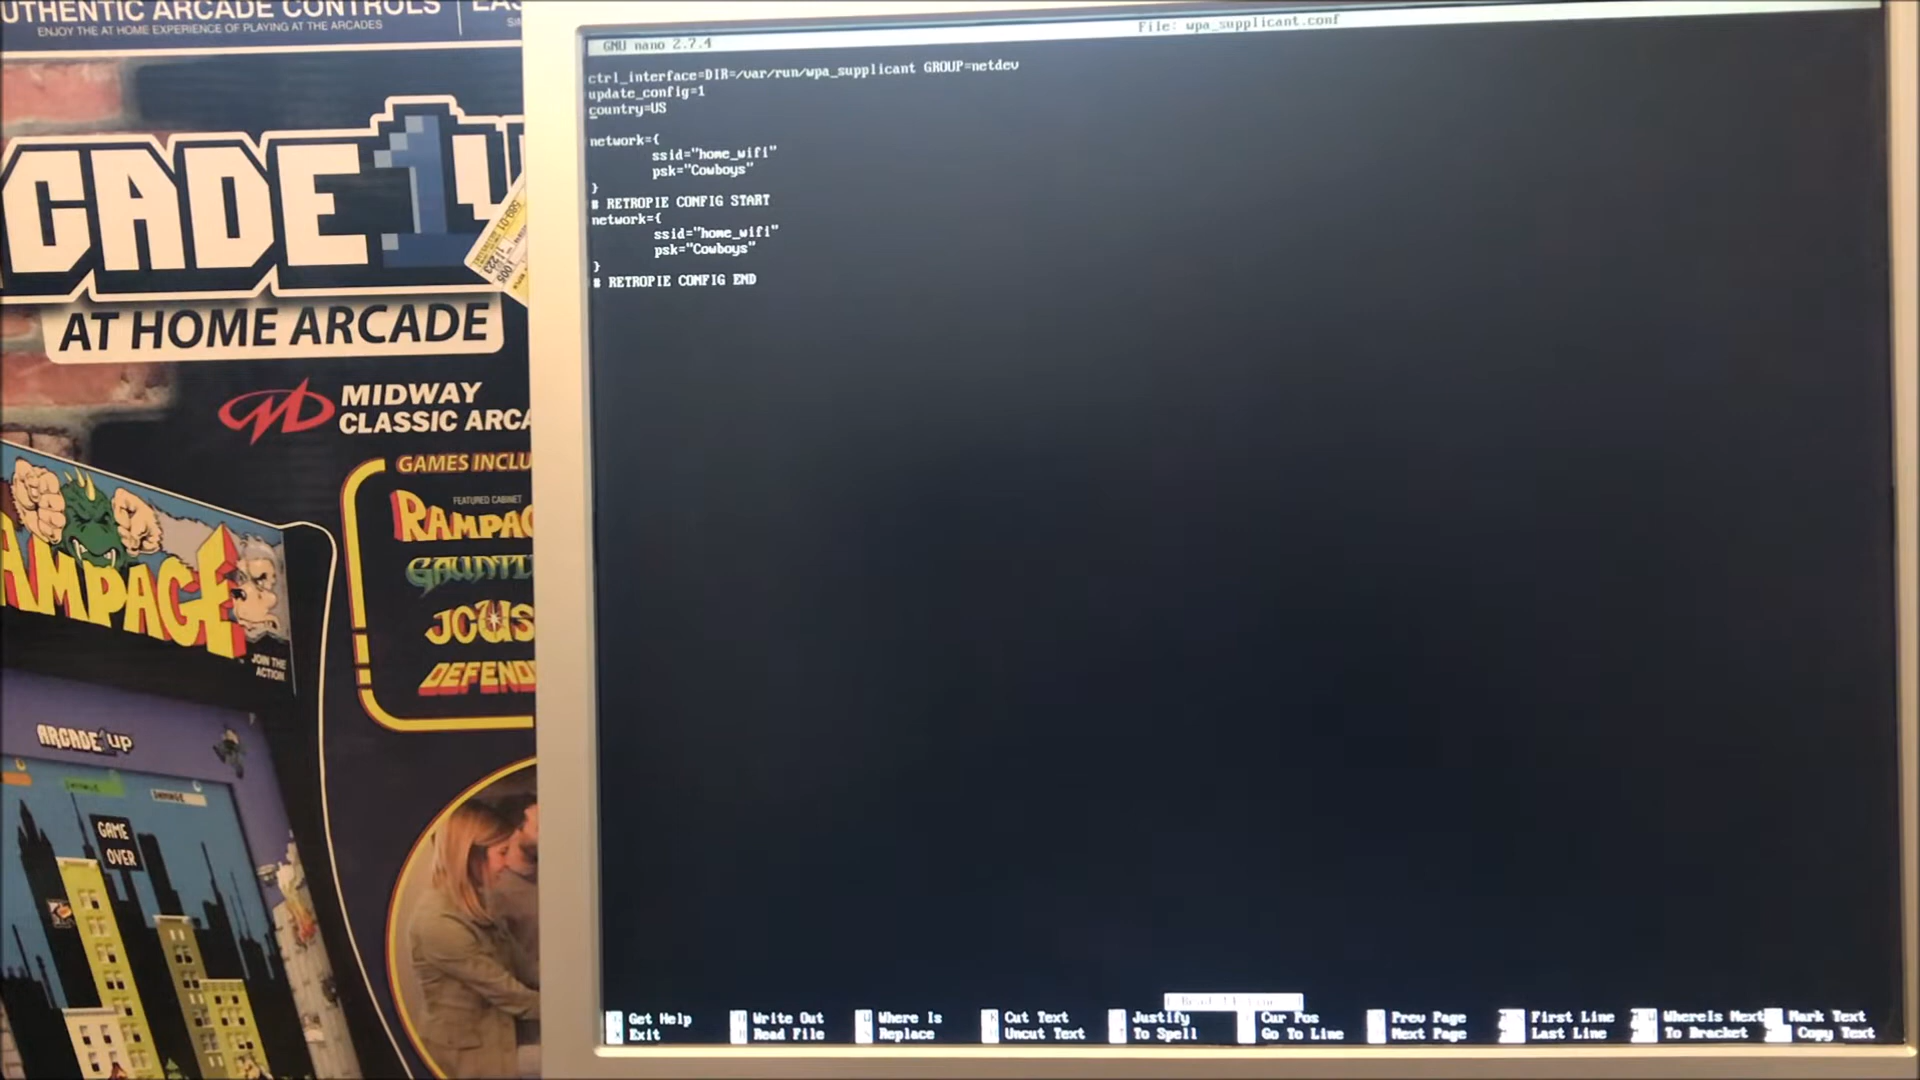 UTHENTIC ARCADE CONTROLS
ENJOY THE AT HOME EXPERIENCE OF PLAYING AT THE ARCADES
CADE1U
AT HOME ARCADE
MIDWAY
CLASSIC ARCA
GAMES INCLU
FEATURED CABINET
RAMPAG
GAUNTL
JOUS
DEFEND
AMPAGE
JOIN THE
ACTION
ARCADE1UP
GAME
OVER
GNU nano 2.7.4
File: wpa_supplicant.conf
ctrl_interface=DIR=/var/run/wpa_supplicant GROUP=netdev
update_config=1
country=US
network={
ssid="home_wifi"
psk="Cowboys"
}
# RETROPIE CONFIG START
network={
ssid="home_wifi"
psk="Cowboys"
}
# RETROPIE CONFIG END
Get Help Write Out Where Is Cut Text Justify Cur Pos Prev Page First Line WhereIs Next Mark Text
Exit Read File Replace Uncut Text To Spell Go To Line Next Page Last Line To Bracket Copy Text